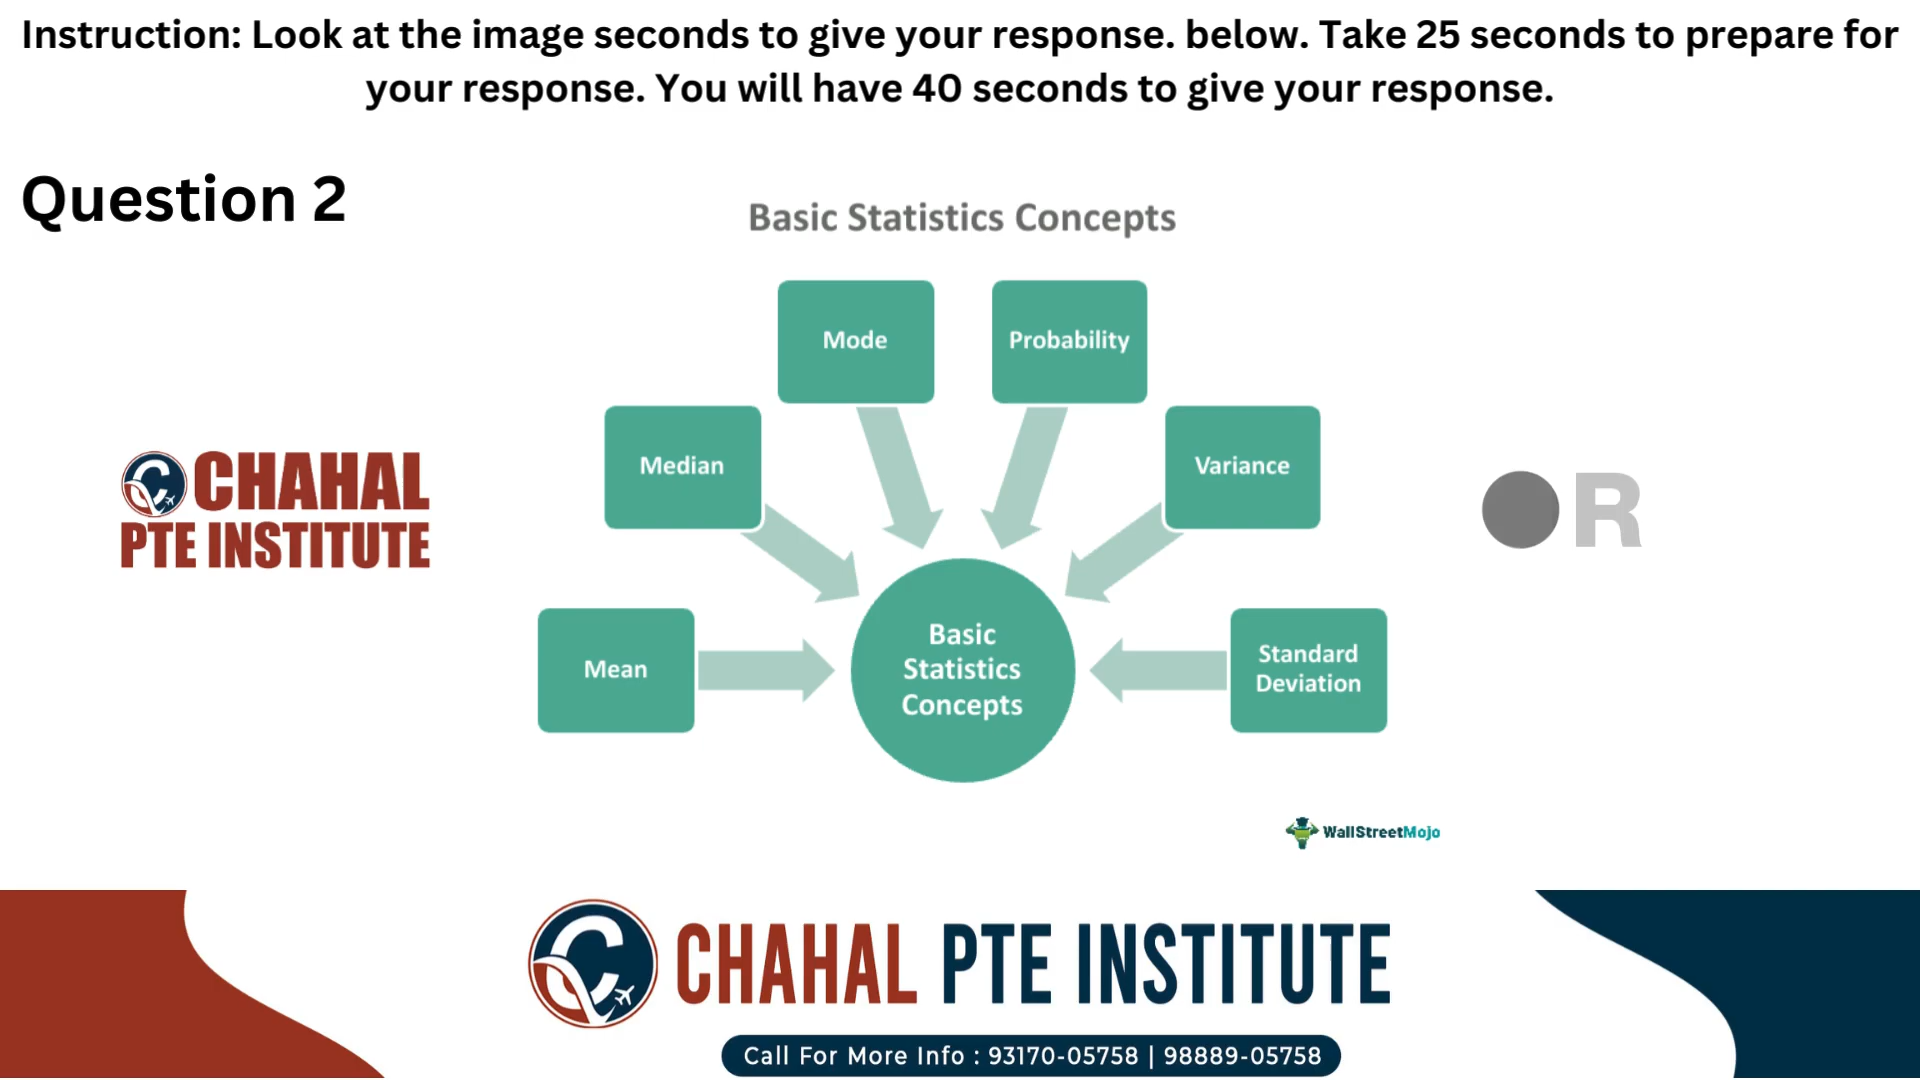 Instruction: Look at the image seconds to give your response. below. Take 25 seconds to prepare for
your response. You will have 40 seconds to give your response.
Question 2
Basic Statistics Concepts
Mode
Probability
Median
Variance
CHAHAL
PTE INSTITUTE
R
Mean
Basic
Statistics
Concepts
Standard
Deviation
WallStreetMojo
CHAHAL PTE INSTITUTE
Call For More Info : 93170-05758 | 98889-05758